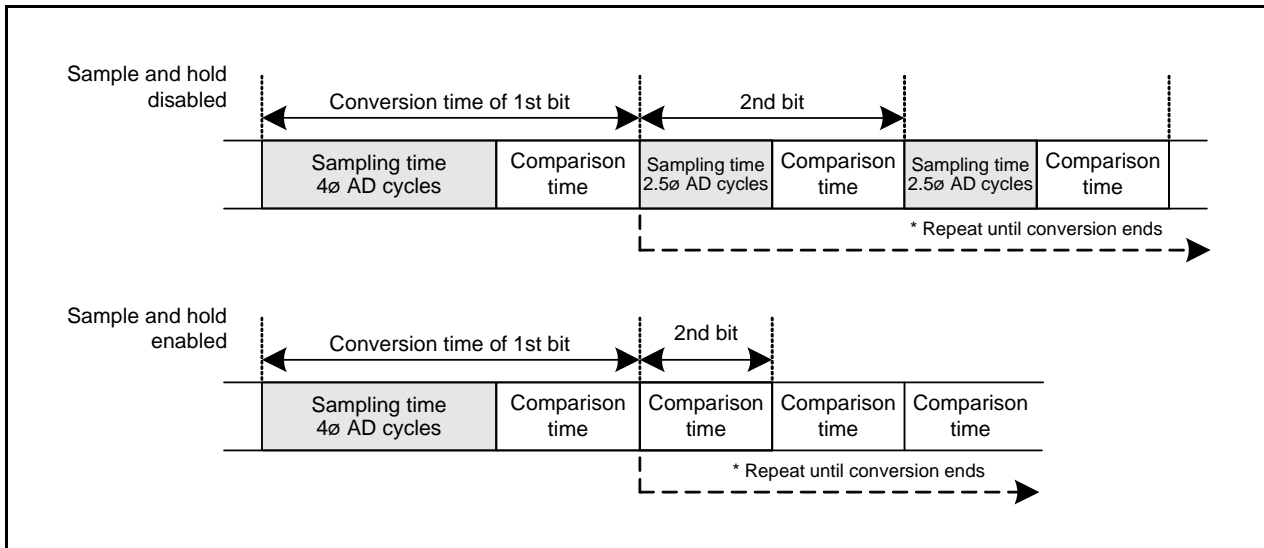 Sample and hold
disabled
Conversion time of 1st bit
2nd bit
Sampling time
4ø AD cycles
Comparison
time
Sampling time
2.5ø AD cycles
Comparison
time
Sampling time
2.5ø AD cycles
Comparison
time
* Repeat until conversion ends
Sample and hold
enabled
Conversion time of 1st bit
2nd bit
Sampling time
4ø AD cycles
Comparison
time
Comparison
time
Comparison
time
Comparison
time
* Repeat until conversion ends